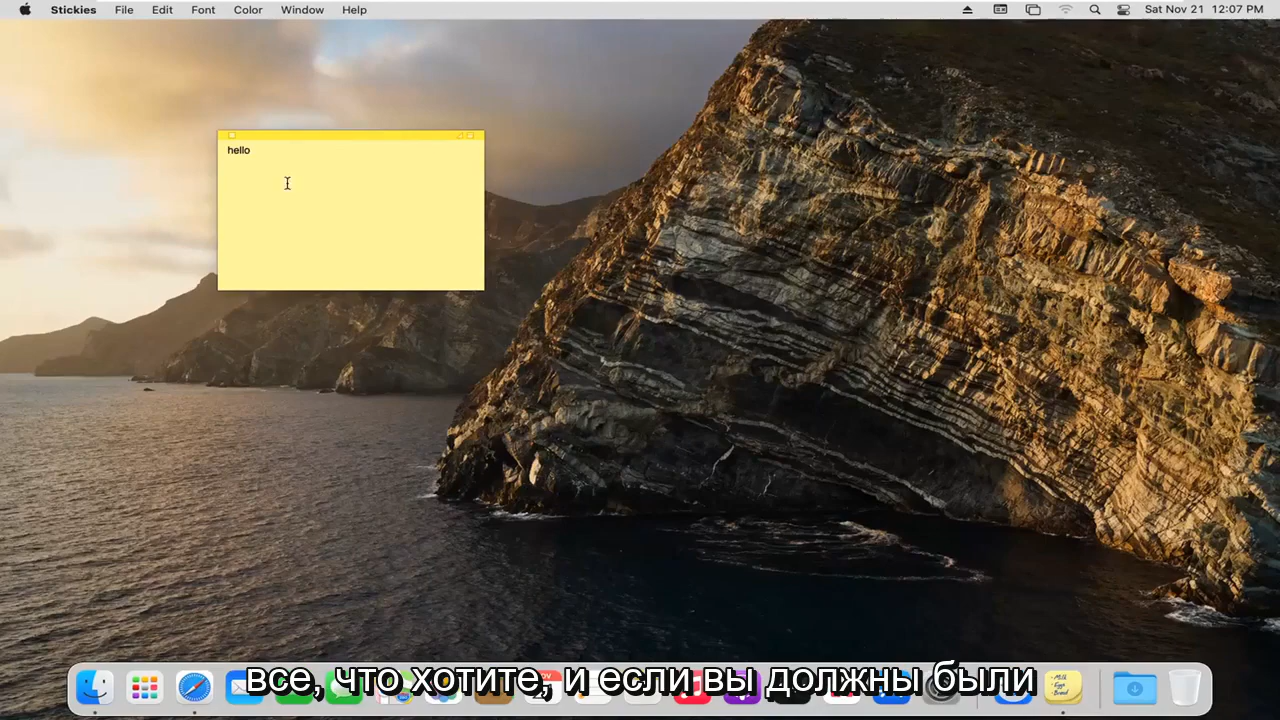 Stickies File Edit Font Color Window Help Sat Nov 21 12:07 PM
hello
все, что хотите, и если вы должны были